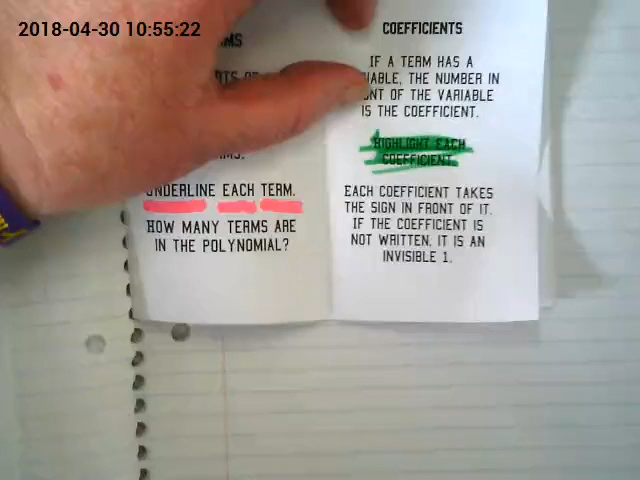 2018-04-30 10:55:22
UNDERLINE EACH TERM.
HOW MANY TERMS ARE
IN THE POLYNOMIAL?
COEFFICIENTS
IF A TERM HAS A
THE NUMBER IN
OF THE VARIABLE
IS THE COEFFICIENT.
HIGHLIGHT EACH
COEFFICIENT.
EACH COEFFICIENT TAKES
THE SIGN IN FRONT OF IT.
IF THE COEFFICIENT IS
NOT WRITTEN, IT IS AN
INVISIBLE 1.